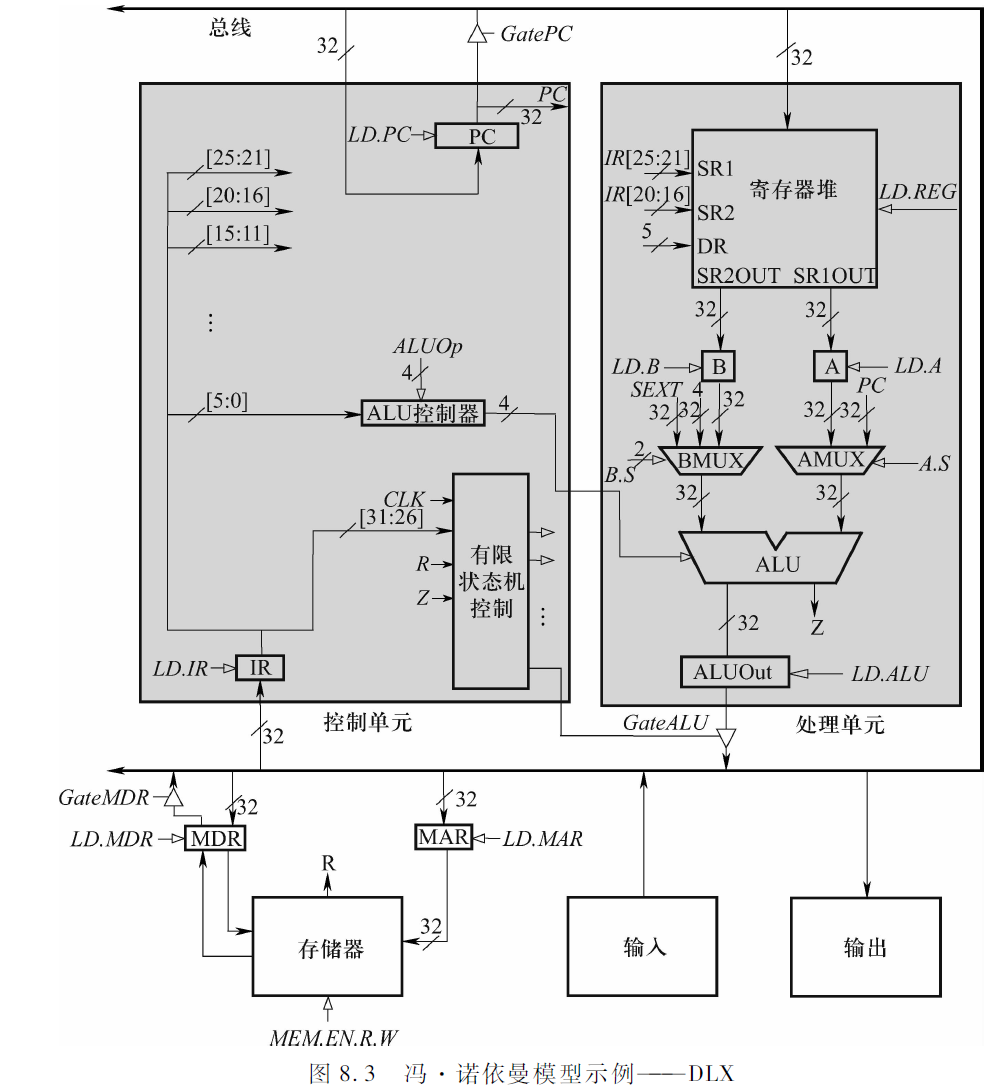 总线
32
GatePC
32
PC
32
LD.PC
PC
[25:21]
[20:16]
[15:11]
⋮
ALUOp
4
[5:0]
ALU控制器
4
CLK
[31:26]
R
Z
有限
状态机
控制
⋮
LD.IR
IR
32
控制单元
IR[25:21]
SR1
寄存器堆
IR[20:16]
SR2
LD.REG
5
DR
SR2OUT SR1OUT
32
32
LD.B
B
A
LD.A
SEXT
4
PC
32
32
32
32
32
2
B.S
BMUX
AMUX
A.S
32
32
ALU
32
Z
ALUOut
LD.ALU
GateALU
处理单元
GateMDR
32
32
LD.MDR
MDR
MAR
LD.MAR
R
32
存储器
输入
输出
MEM.EN.R.W
图 8.3 冯·诺依曼模型示例——DLX